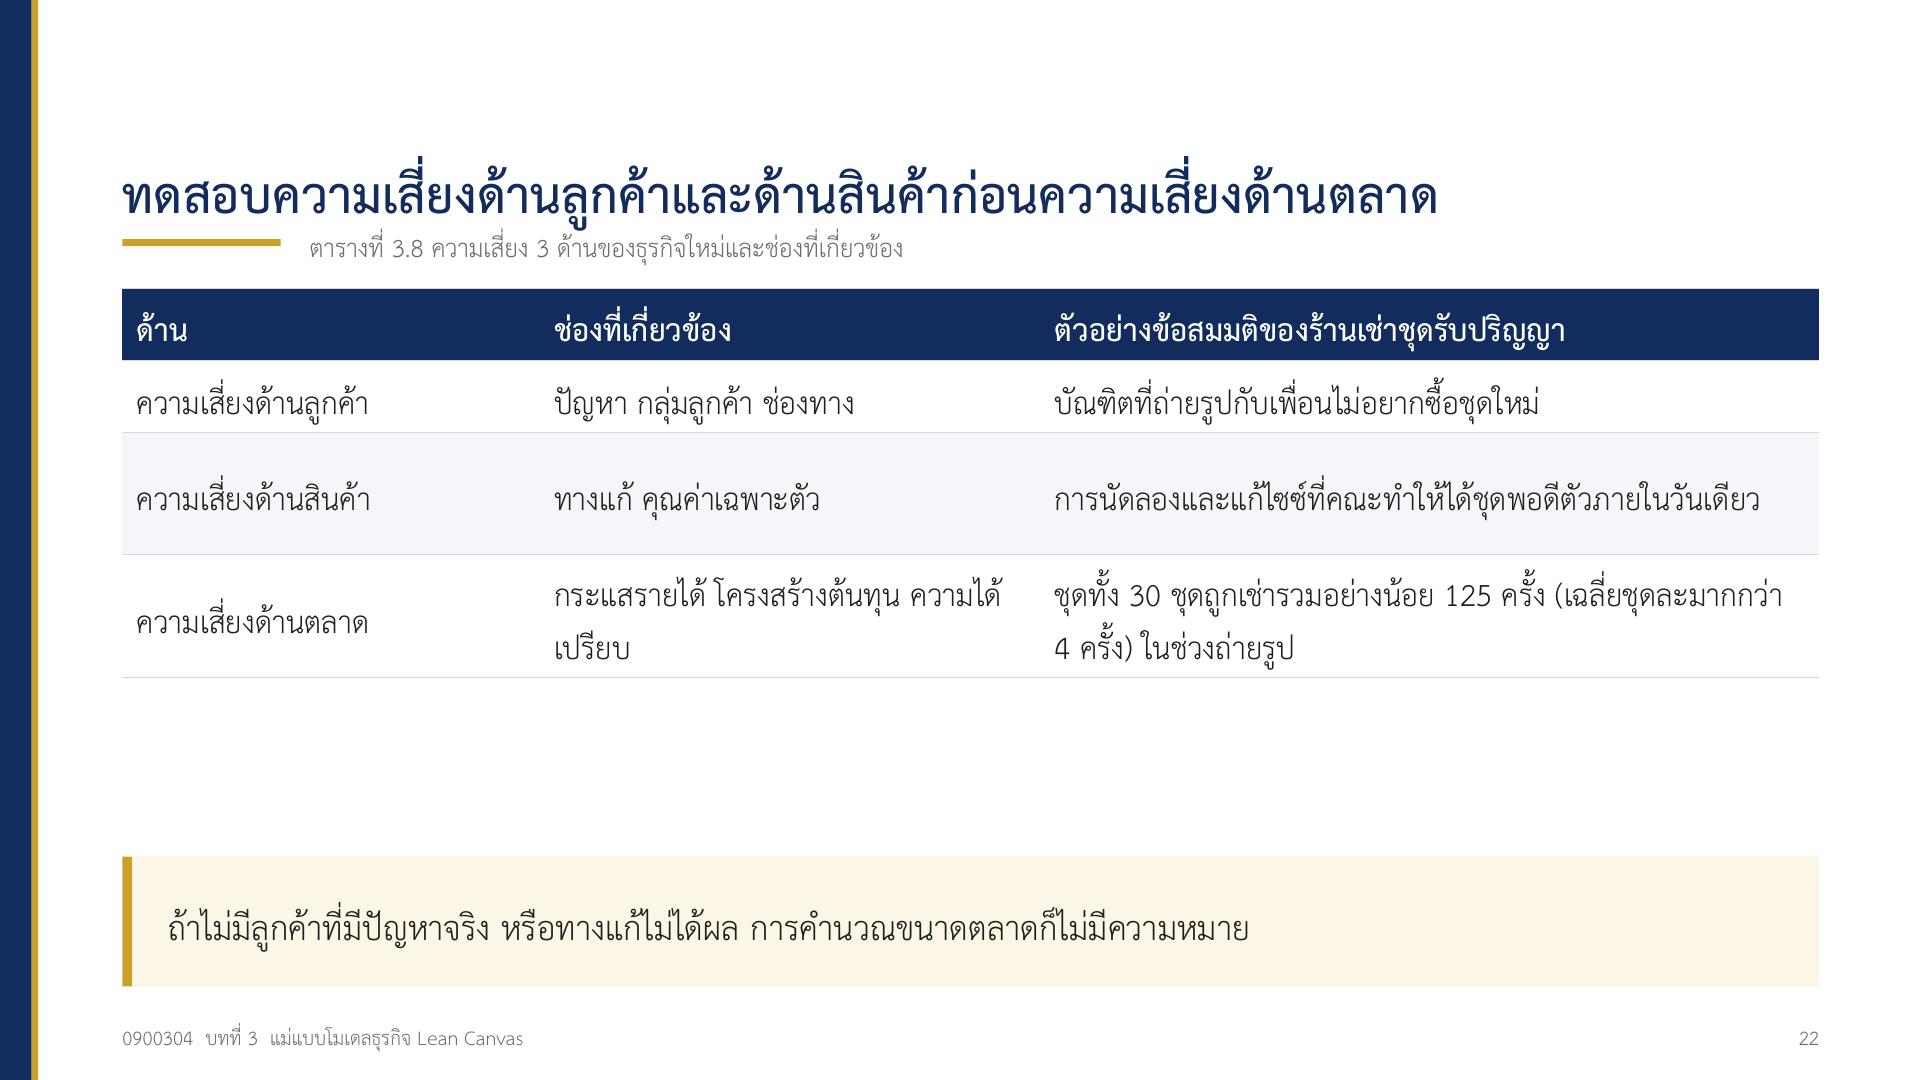 ทดสอบความเสี่ยงด้านลูกค้าและด้านสินค้าก่อนความเสี่ยงด้านตลาด
ตารางที่ 3.8 ความเสี่ยง 3 ด้านของธุรกิจใหม่และช่องที่เกี่ยวข้อง
ด้าน ช่องที่เกี่ยวข้อง ตัวอย่างข้อสมมติของร้านเช่าชุดรับปริญญา
ความเสี่ยงด้านลูกค้า ปัญหา กลุ่มลูกค้า ช่องทาง บัณฑิตที่ถ่ายรูปกับเพื่อนไม่อยากซื้อชุดใหม่
ความเสี่ยงด้านสินค้า ทางแก้ คุณค่าเฉพาะตัว การนัดลองและแก้ไซซ์ที่คณะทำให้ได้ชุดพอดีตัวภายในวันเดียว
ความเสี่ยงด้านตลาด กระแสรายได้ โครงสร้างต้นทุน ความได้ ชุดทั้ง 30 ชุดถูกเช่ารวมอย่างน้อย 125 ครั้ง (เฉลี่ยชุดละมากกว่า
เปรียบ 4 ครั้ง) ในช่วงถ่ายรูป
ถ้าไม่มีลูกค้าที่มีปัญหาจริง หรือทางแก้ไม่ได้ผล การคำนวณขนาดตลาดก็ไม่มีความหมาย
0900304 บทที่ 3 แม่แบบโมเดลธุรกิจ Lean Canvas 22